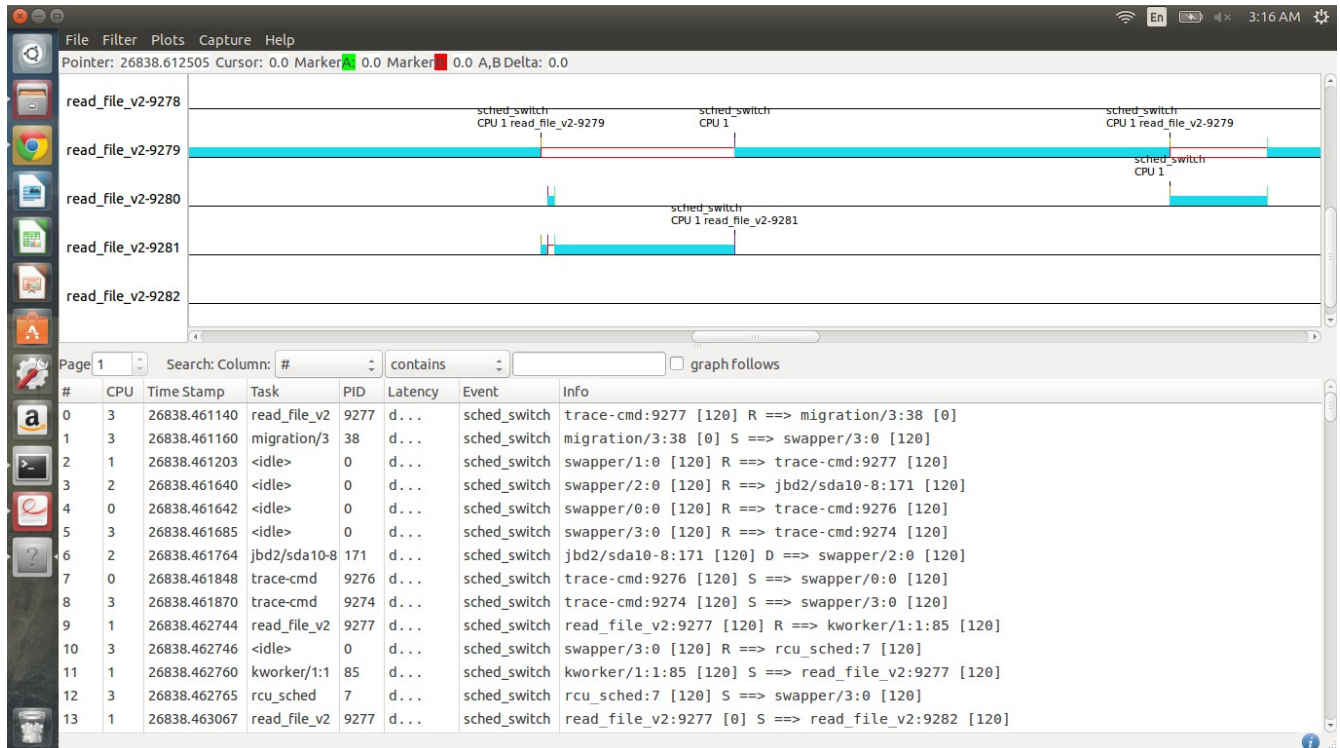 En 3:16 AM
File Filter Plots Capture Help
Pointer: 26838.612505 Cursor: 0.0 MarkerA: 0.0 Marker 0.0 A,B Delta: 0.0
read_file_v2-9278
sched_switch sched_switch sched_switch
CPU 1 read_file_v2-9279 CPU 1 CPU 1 read_file_v2-9279
read_file_v2-9279
sched_switch
CPU 1
read_file_v2-9280
sched_switch
CPU 1 read_file_v2-9281
read_file_v2-9281
read_file_v2-9282
Page 1 Search: Column: # contains graph follows
# CPU Time Stamp Task PID Latency Event Info
0 3 26838.461140 read_file_v2 9277 d... sched_switch trace-cmd:9277 [120] R ==> migration/3:38 [0]
1 3 26838.461160 migration/3 38 d... sched_switch migration/3:38 [0] S ==> swapper/3:0 [120]
2 1 26838.461203 <idle> 0 d... sched_switch swapper/1:0 [120] R ==> trace-cmd:9277 [120]
3 2 26838.461640 <idle> 0 d... sched_switch swapper/2:0 [120] R ==> jbd2/sda10-8:171 [120]
4 0 26838.461642 <idle> 0 d... sched_switch swapper/0:0 [120] R ==> trace-cmd:9276 [120]
5 3 26838.461685 <idle> 0 d... sched_switch swapper/3:0 [120] R ==> trace-cmd:9274 [120]
6 2 26838.461764 jbd2/sda10-8 171 d... sched_switch jbd2/sda10-8:171 [120] D ==> swapper/2:0 [120]
7 0 26838.461848 trace-cmd 9276 d... sched_switch trace-cmd:9276 [120] S ==> swapper/0:0 [120]
8 3 26838.461870 trace-cmd 9274 d... sched_switch trace-cmd:9274 [120] S ==> swapper/3:0 [120]
9 1 26838.462744 read_file_v2 9277 d... sched_switch read_file_v2:9277 [120] R ==> kworker/1:1:85 [120]
10 3 26838.462746 <idle> 0 d... sched_switch swapper/3:0 [120] R ==> rcu_sched:7 [120]
11 1 26838.462760 kworker/1:1 85 d... sched_switch kworker/1:1:85 [120] S ==> read_file_v2:9277 [120]
12 3 26838.462765 rcu_sched 7 d... sched_switch rcu_sched:7 [120] S ==> swapper/3:0 [120]
13 1 26838.463067 read_file_v2 9277 d... sched_switch read_file_v2:9277 [0] S ==> read_file_v2:9282 [120]